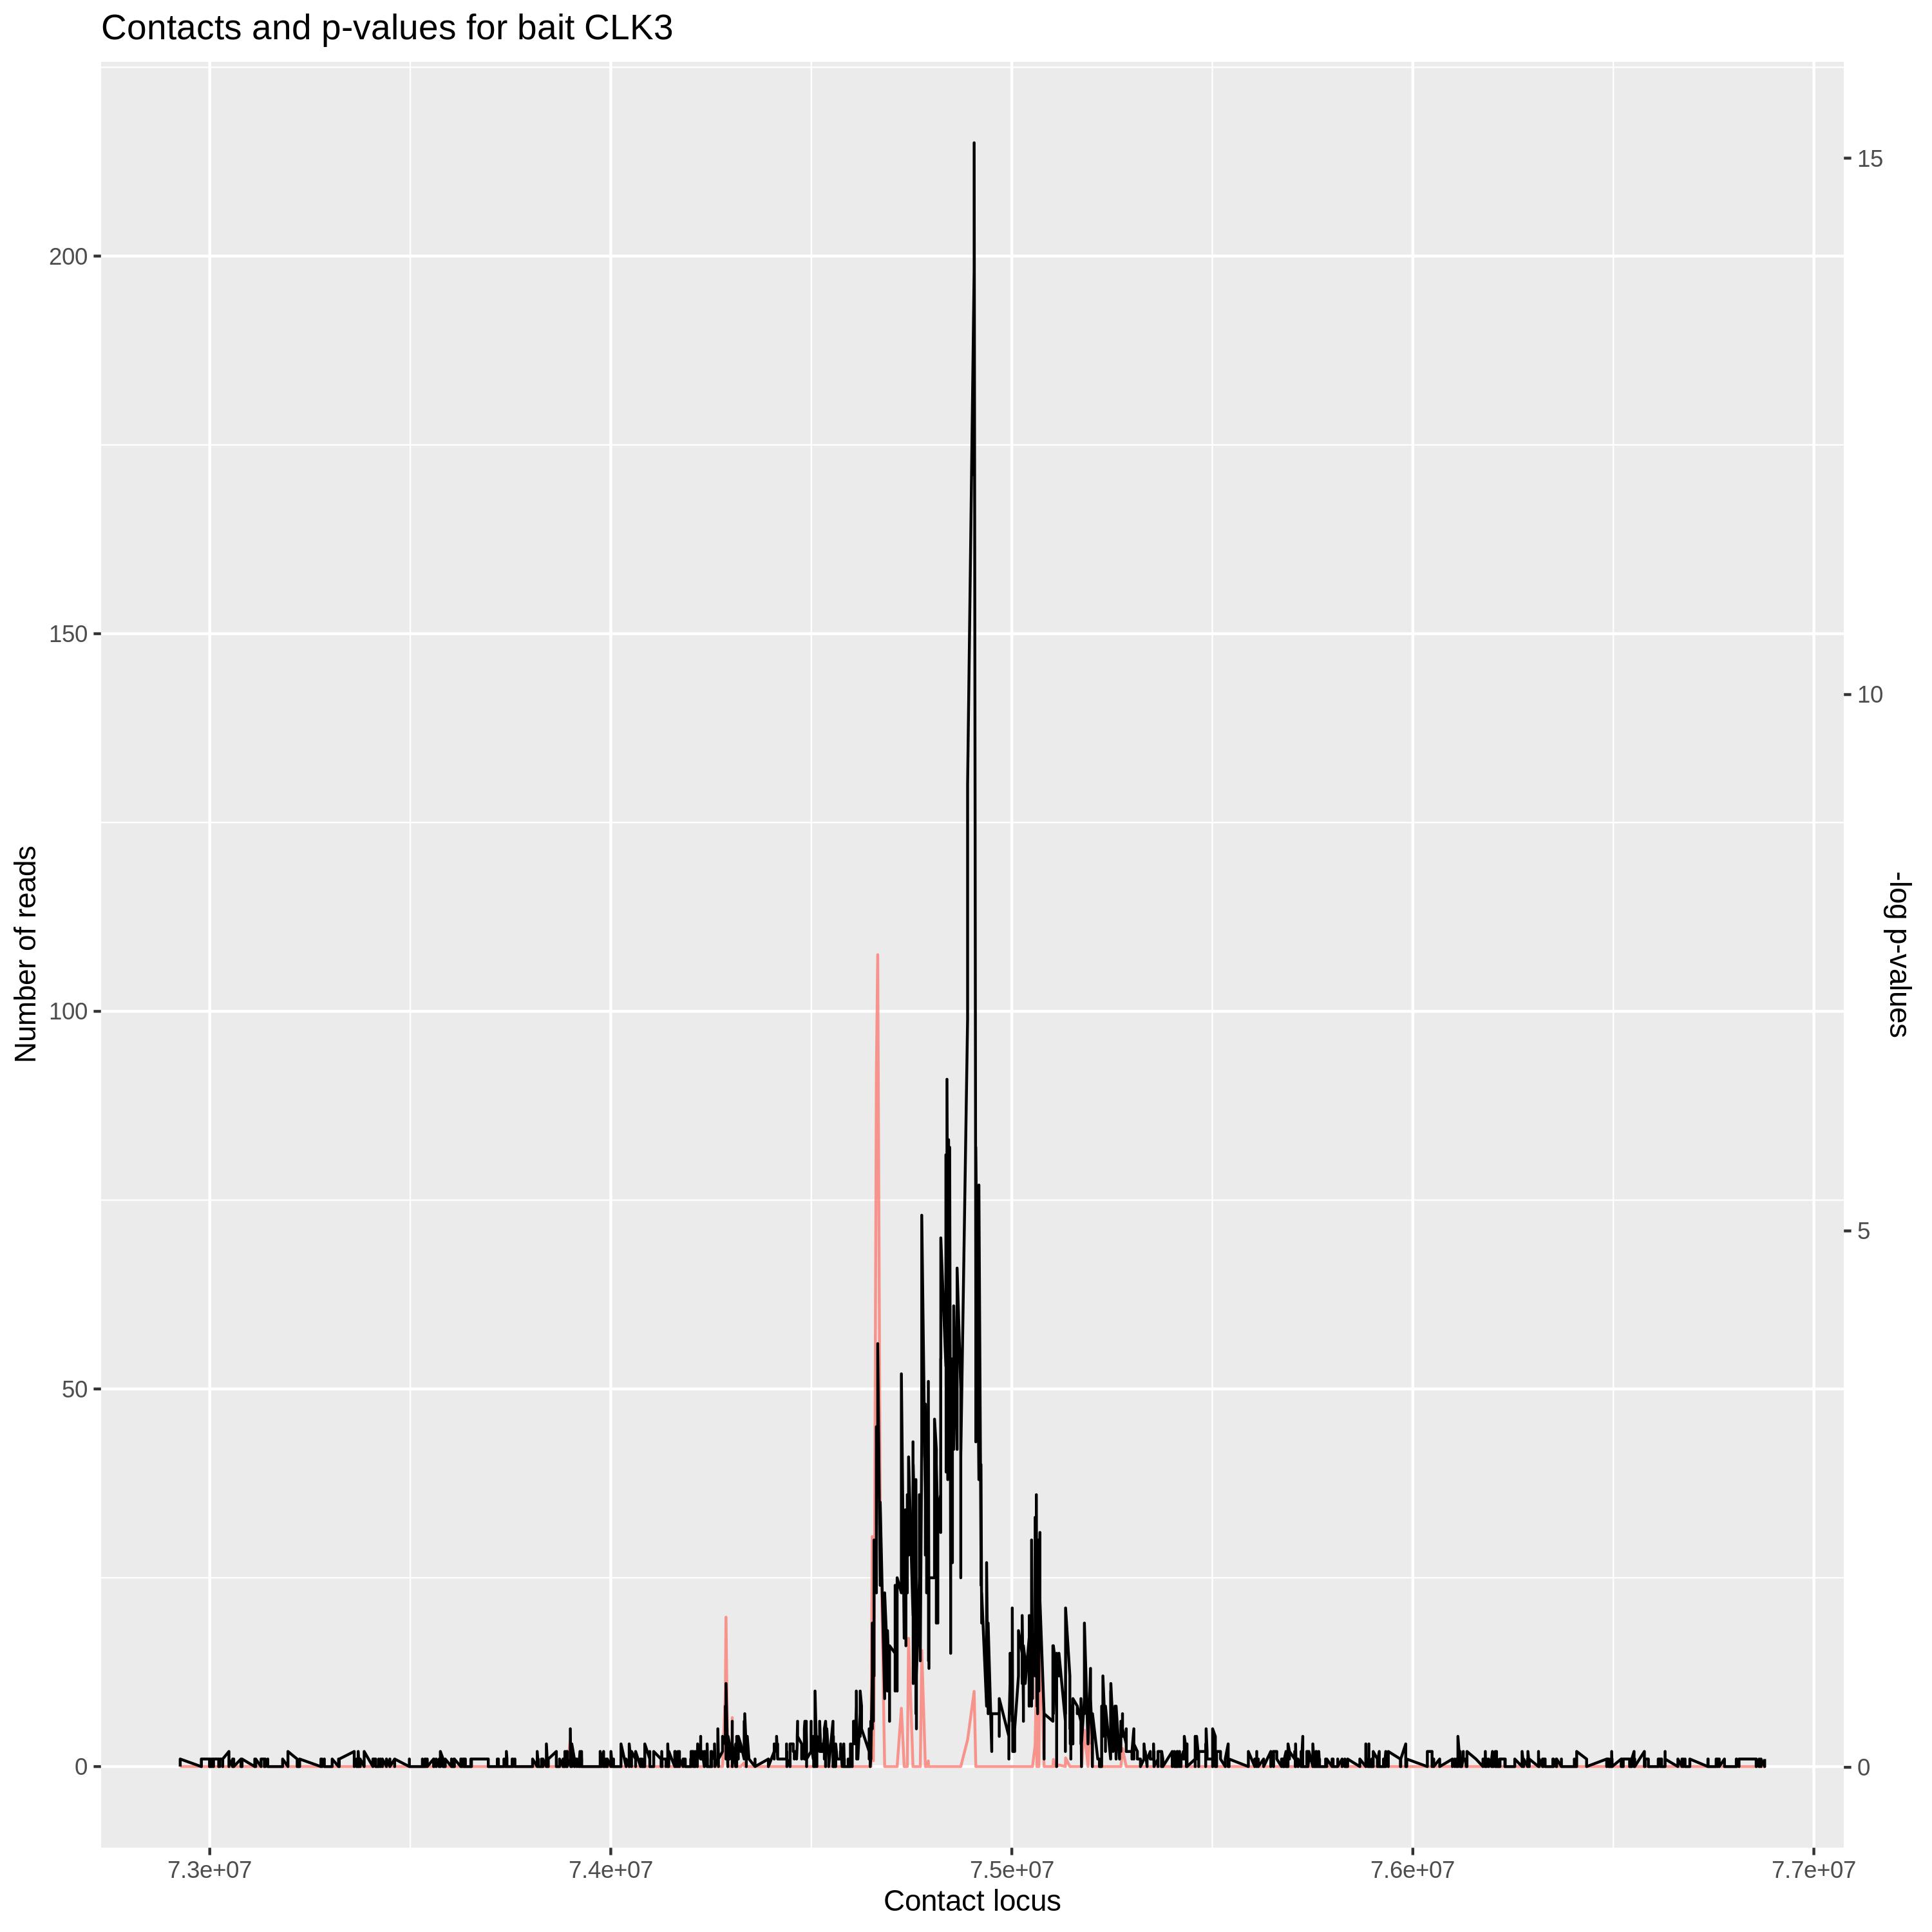 Contacts and p-values for bait CLK3
Number of reads
200
150
100
50
0
15
10
5
0
-log p-values
7.3e+07
7.4e+07
7.5e+07
7.6e+07
7.7e+07
Contact locus